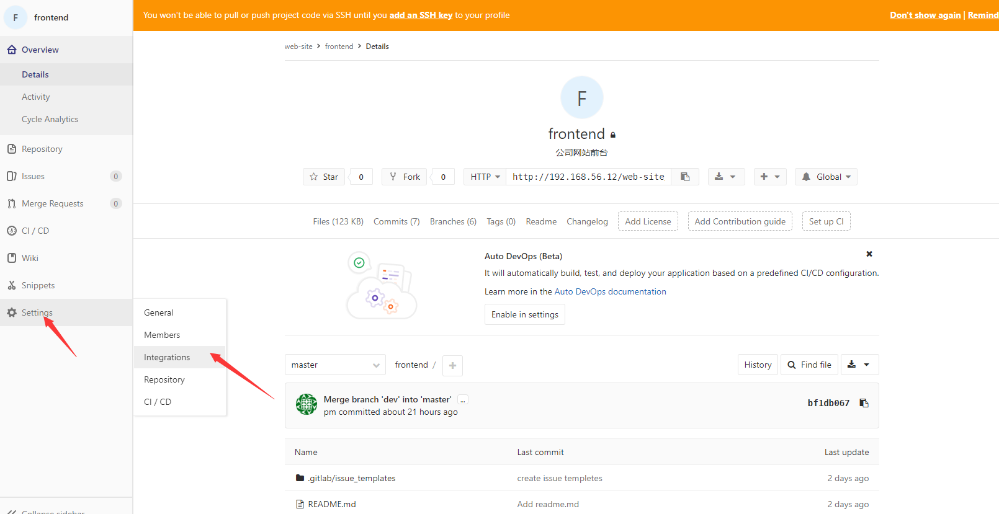 F frontend
Overview
Details
Activity
Cycle Analytics
Repository
Issues 0
Merge Requests 0
CI / CD
Wiki
Snippets
Settings
Collapse sidebar
General
Members
Integrations
Repository
CI / CD
You won't be able to pull or push project code via SSH until you add an SSH key to your profile
Don't show again | Remind
web-site > frontend > Details
F
frontend
公司网站前台
Star 0 Fork 0 HTTP http://192.168.56.12/web-site Global
Files (123 KB) Commits (7) Branches (6) Tags (0) Readme Changelog Add License Add Contribution guide Set up CI
Auto DevOps (Beta)
It will automatically build, test, and deploy your application based on a predefined CI/CD configuration.
Learn more in the Auto DevOps documentation
Enable in settings
master frontend / + History Find file
Merge branch 'dev' into 'master' ...
pm committed about 21 hours ago
bf1db067
Name Last commit Last update
.gitlab/issue_templates create issue templetes 2 days ago
README.md Add readme.md 2 days ago